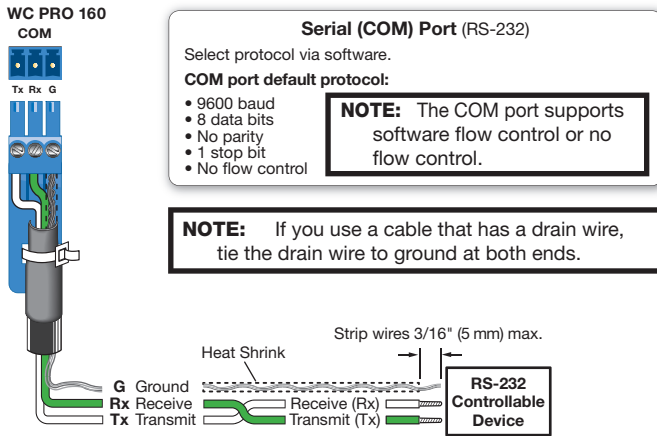 WC PRO 160
COM
Tx Rx G
Serial (COM) Port (RS-232)
Select protocol via software.
COM port default protocol:
• 9600 baud
• 8 data bits
• No parity
• 1 stop bit
• No flow control
NOTE: The COM port supports
software flow control or no
flow control.
NOTE: If you use a cable that has a drain wire,
tie the drain wire to ground at both ends.
Strip wires 3/16" (5 mm) max.
Heat Shrink
G Ground
Rx Receive Receive (Rx)
Tx Transmit Transmit (Tx)
RS-232
Controllable
Device